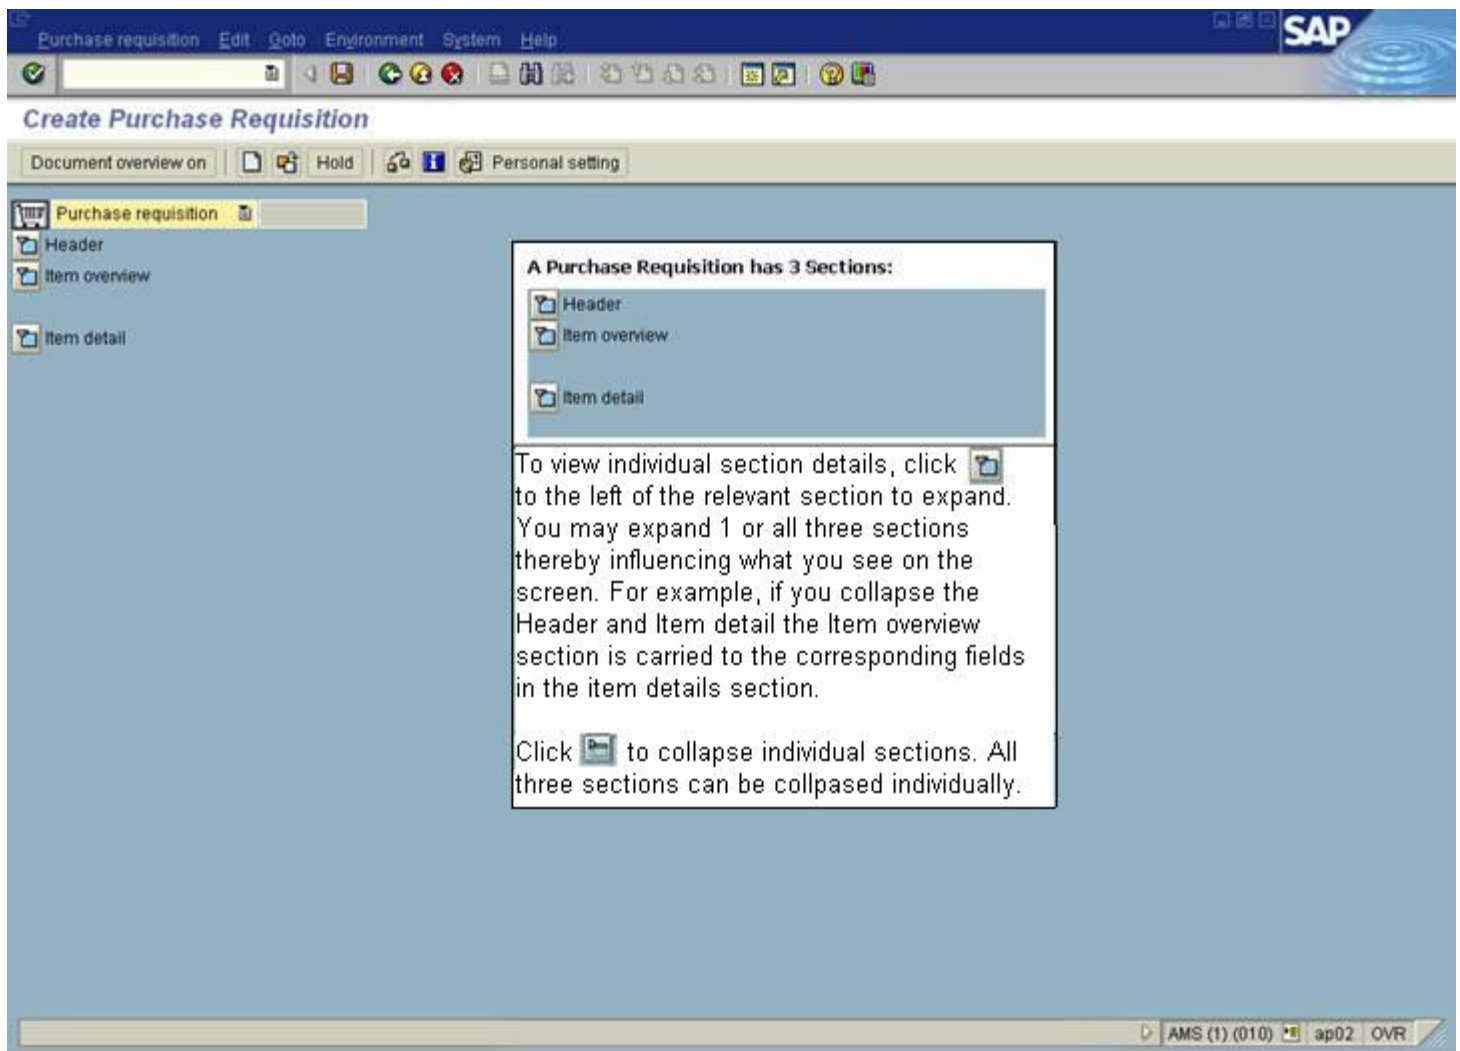 Purchase requisition Edit Goto Environment System Help
SAP
Create Purchase Requisition
Document overview on Hold Personal setting
Purchase requisition
Header
Item overview
Item detail
A Purchase Requisition has 3 Sections:
Header
Item overview
Item detail
To view individual section details, click
to the left of the relevant section to expand.
You may expand 1 or all three sections
thereby influencing what you see on the
screen. For example, if you collapse the
Header and Item detail the Item overview
section is carried to the corresponding fields
in the item details section.
Click to collapse individual sections. All
three sections can be collpased individually.
AMS (1) (010) ap02 OVR